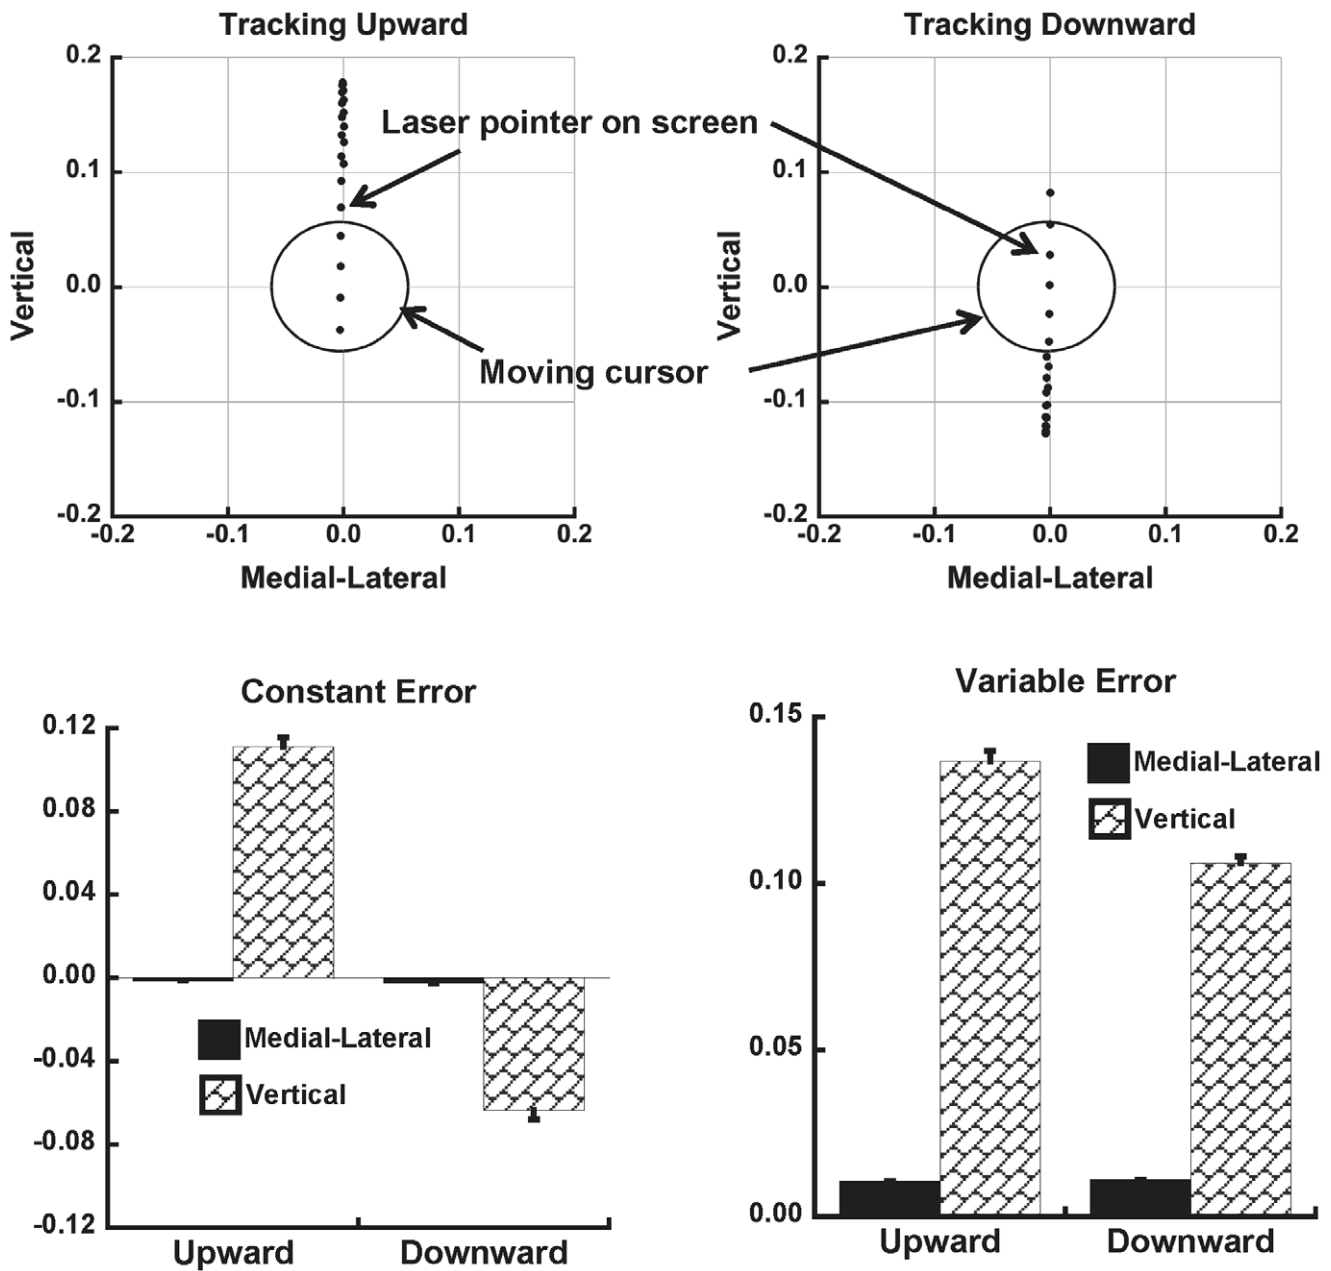 Tracking Upward
Tracking Downward
0.2
0.1
0.0
-0.1
-0.2
Vertical
-0.2 -0.1 0.0 0.1 0.2
Medial-Lateral
Laser pointer on screen
Moving cursor
0.2
0.1
0.0
-0.1
-0.2
Vertical
-0.2 -0.1 0.0 0.1 0.2
Medial-Lateral
Constant Error
0.12
0.08
0.04
0.00
-0.04
-0.08
-0.12
Medial-Lateral
Vertical
Upward Downward
Variable Error
0.15
0.10
0.05
0.00
Medial-Lateral
Vertical
Upward Downward